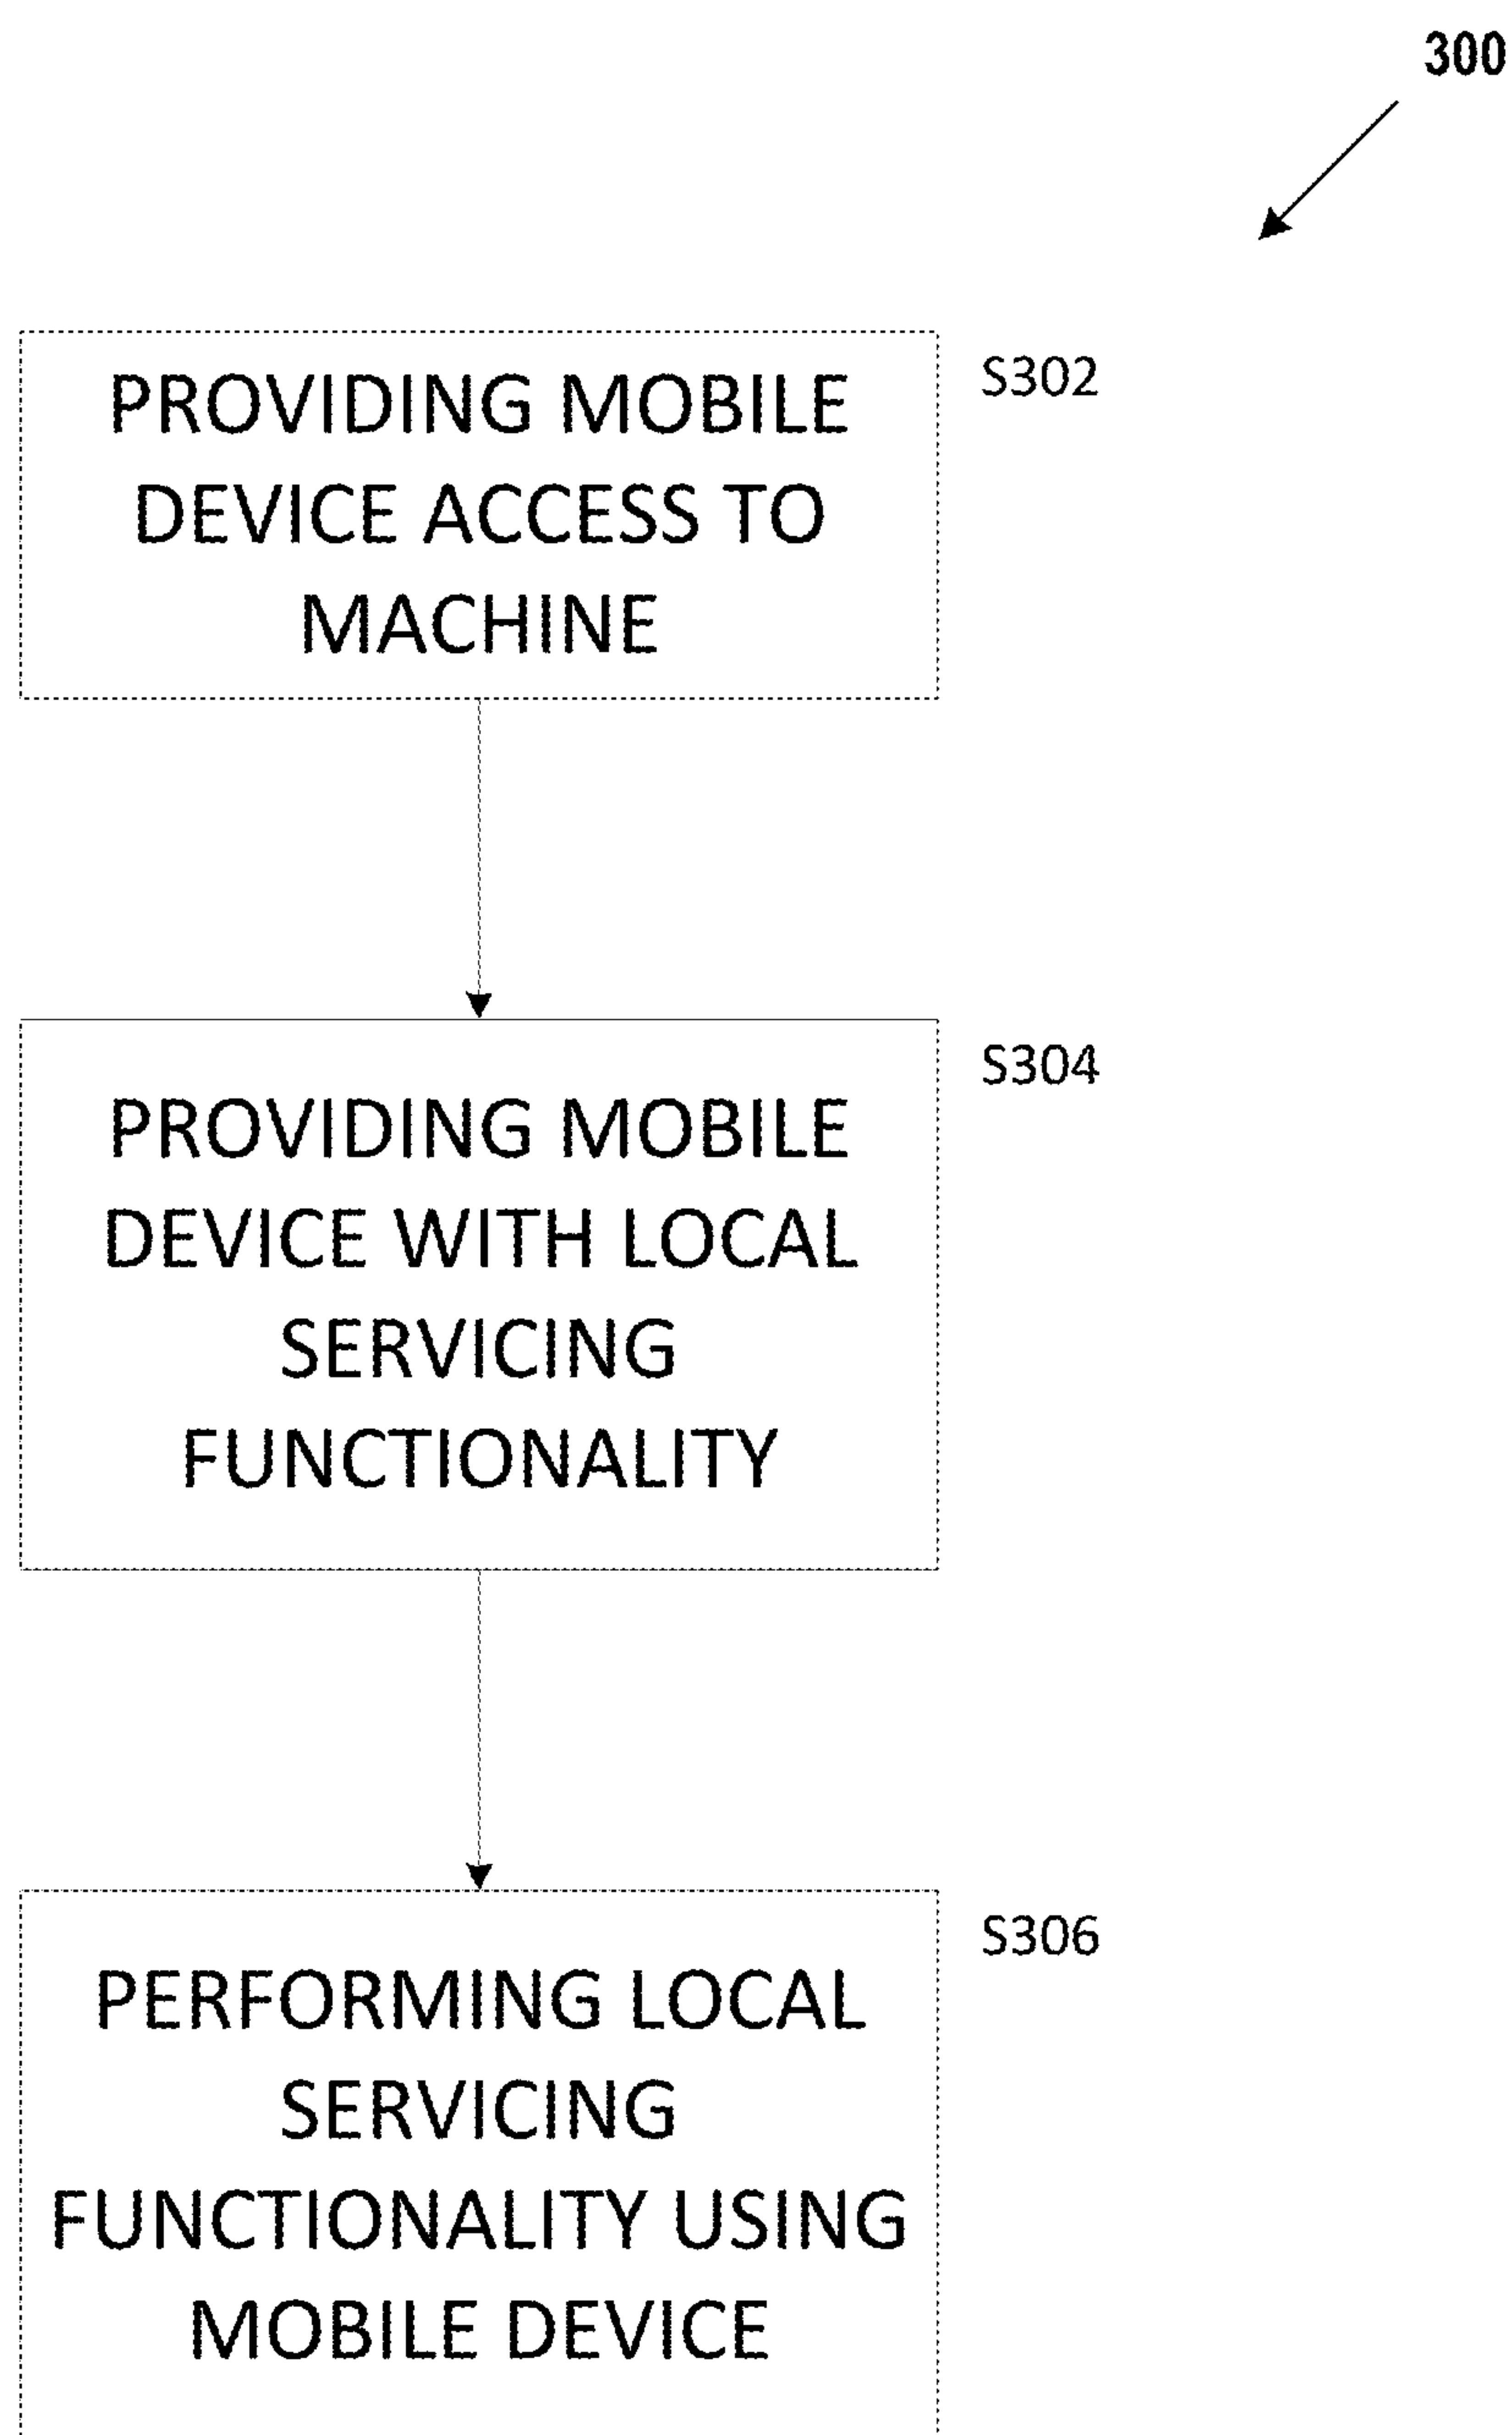 300
PROVIDING MOBILE
DEVICE ACCESS TO
MACHINE
S302
PROVIDING MOBILE
DEVICE WITH LOCAL
SERVICING
FUNCTIONALITY
S304
PERFORMING LOCAL
SERVICING
FUNCTIONALITY USING
MOBILE DEVICE
S306